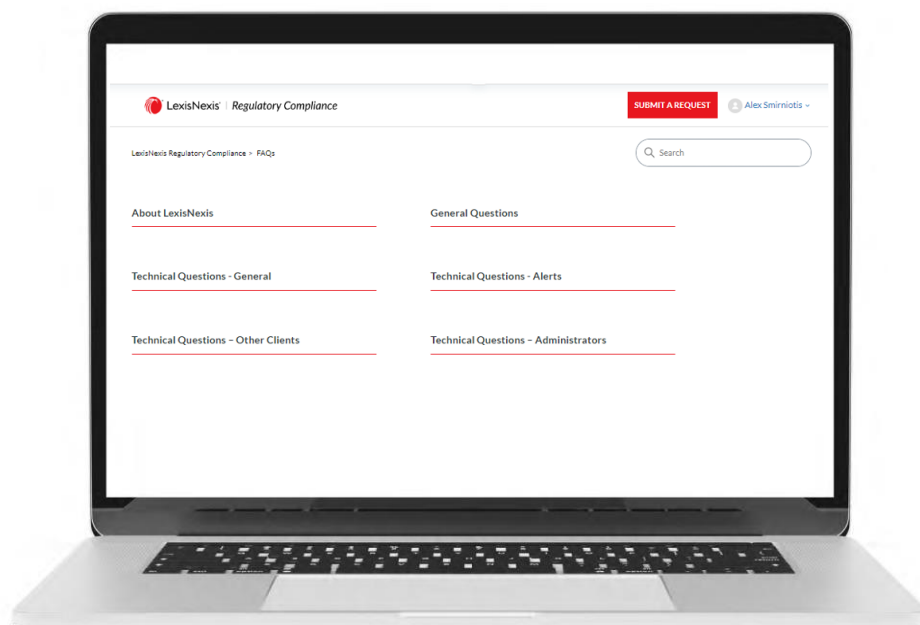 LexisNexis® | Regulatory Compliance
SUBMIT A REQUEST
Alex Smirniotis
LexisNexis Regulatory Compliance > FAQs
Search
About LexisNexis
General Questions
Technical Questions - General
Technical Questions - Alerts
Technical Questions – Other Clients
Technical Questions – Administrators